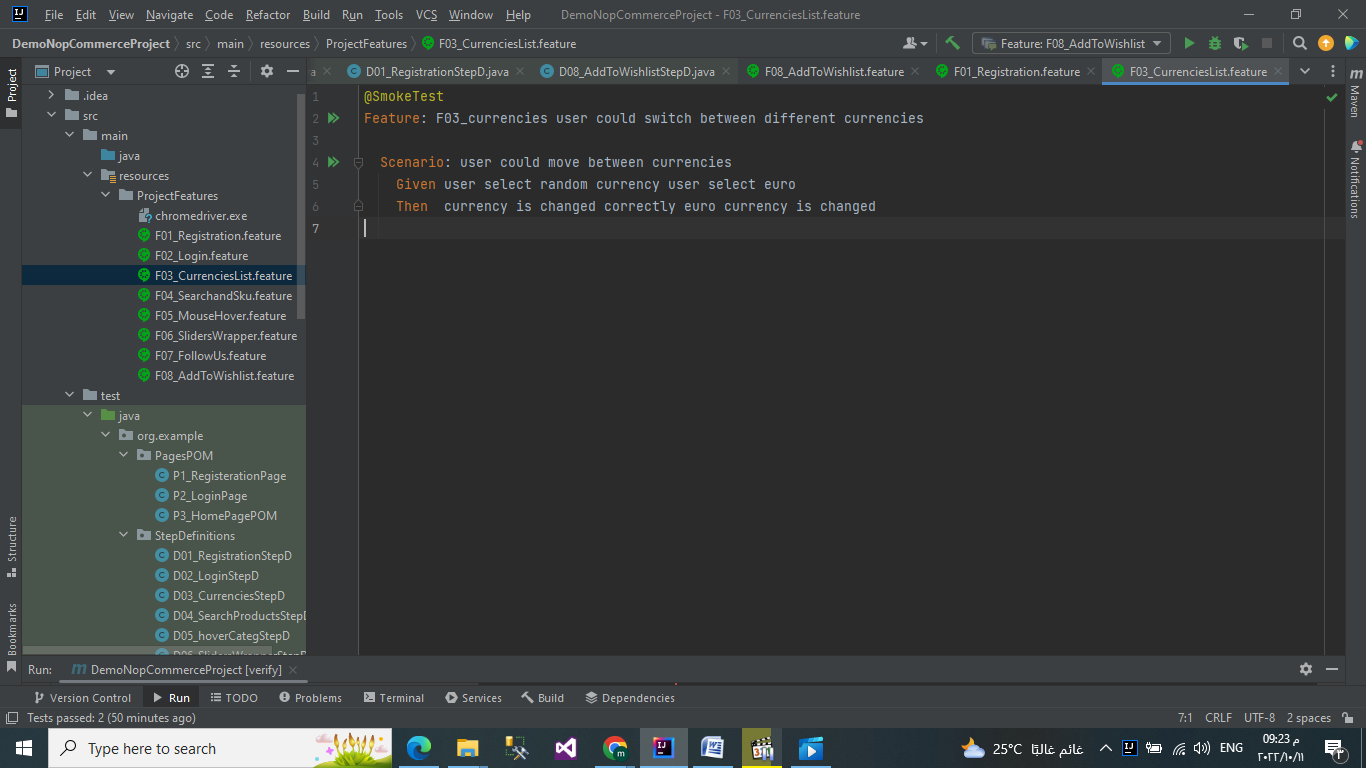 File Edit View Navigate Code Refactor Build Run Tools VCS Window Help DemoNopCommerceProject - F03_CurrenciesList.feature
DemoNopCommerceProject src main resources ProjectFeatures F03_CurrenciesList.feature Feature: F08_AddToWishlist
Project D01_RegistrationStepD.java D08_AddToWishlistStepD.java F08_AddToWishlist.feature F01_Registration.feature F03_CurrenciesList.feature
.idea
src
main
java
resources
ProjectFeatures
chromedriver.exe
F01_Registration.feature
F02_Login.feature
F03_CurrenciesList.feature
F04_SearchandSku.feature
F05_MouseHover.feature
F06_SlidersWrapper.feature
F07_FollowUs.feature
F08_AddToWishlist.feature
test
java
org.example
PagesPOM
P1_RegisterationPage
P2_LoginPage
P3_HomePagePOM
StepDefinitions
D01_RegistrationStepD
D02_LoginStepD
D03_CurrenciesStepD
D04_SearchProductsStepD
D05_hoverCategStepD
1 @SmokeTest
2 Feature: F03_currencies user could switch between different currencies
3
4 Scenario: user could move between currencies
5 Given user select random currency user select euro
6 Then currency is changed correctly euro currency is changed
7
Project
Structure
Bookmarks
Maven
Notifications
Run: DemoNopCommerceProject [verify]
Version Control Run TODO Problems Terminal Services Build Dependencies
Tests passed: 2 (50 minutes ago) 7:1 CRLF UTF-8 2 spaces
Type here to search 25°C غائم غالبًا ENG 09:23 م
٢٠٢٢/١٠/١١